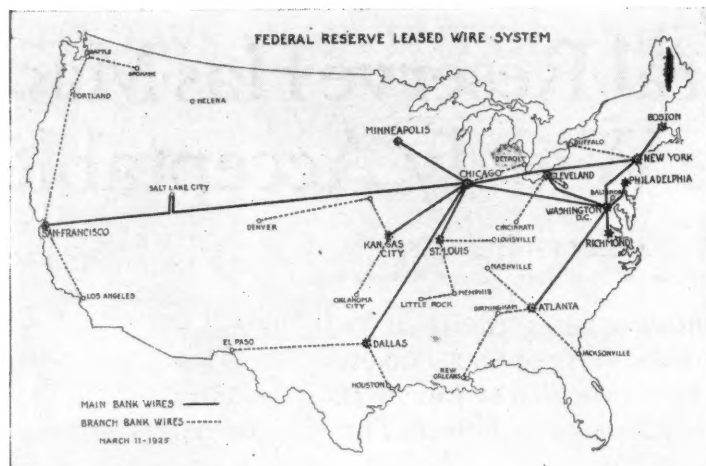 FEDERAL RESERVE LEASED WIRE SYSTEM
SEATTLE
SPOKANE
PORTLAND
HELENA
MINNEAPOLIS
BOSTON
BUFFALO
DETROIT
NEW YORK
CHICAGO
CLEVELAND
PHILADELPHIA
SALT LAKE CITY
BALTIMORE
WASHINGTON
D.C.
SAN FRANCISCO
DENVER
KANSAS
CITY
CINCINNATI
RICHMOND
ST. LOUIS
LOUISVILLE
NASHVILLE
LOS ANGELES
OKLAHOMA
CITY
LITTLE ROCK
MEMPHIS
BIRMINGHAM
ATLANTA
EL PASO
DALLAS
JACKSONVILLE
NEW
ORLEANS
HOUSTON
MAIN BANK WIRES
BRANCH BANK WIRES
MARCH 11-1925